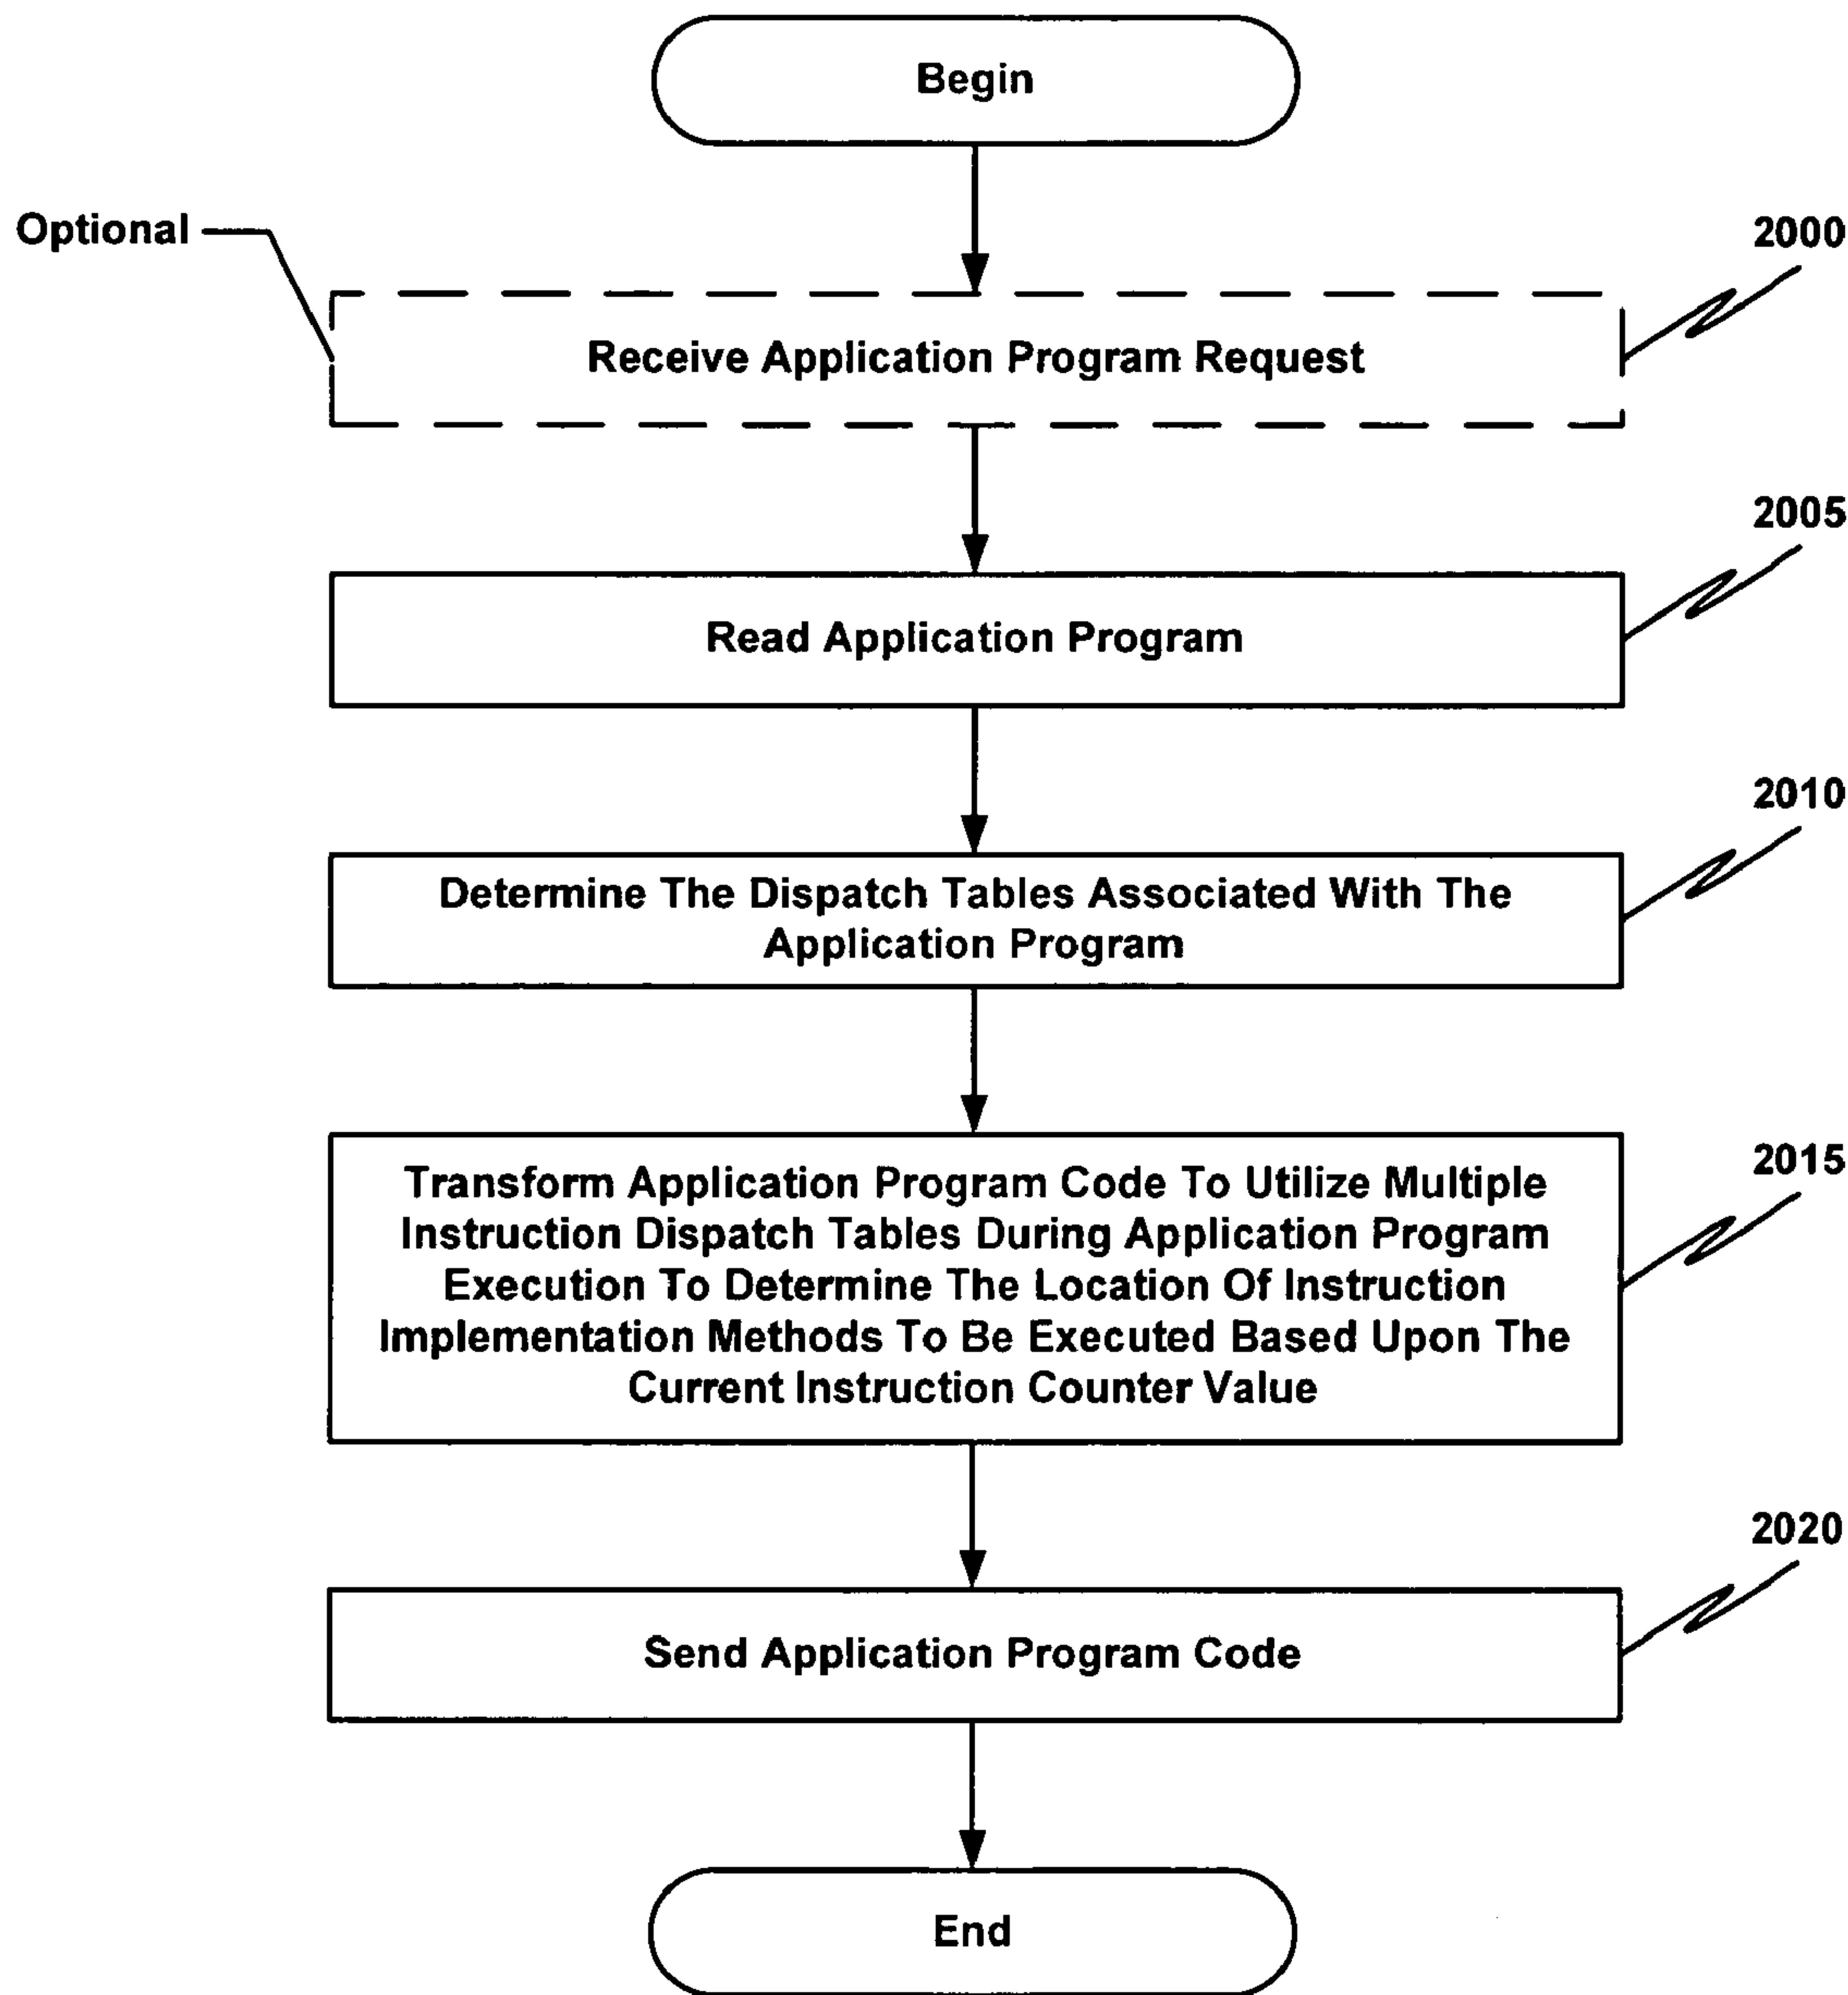 Begin
Optional
2000
Receive Application Program Request
2005
Read Application Program
2010
Determine The Dispatch Tables Associated With The
Application Program
2015
Transform Application Program Code To Utilize Multiple
Instruction Dispatch Tables During Application Program
Execution To Determine The Location Of Instruction
Implementation Methods To Be Executed Based Upon The
Current Instruction Counter Value
2020
Send Application Program Code
End